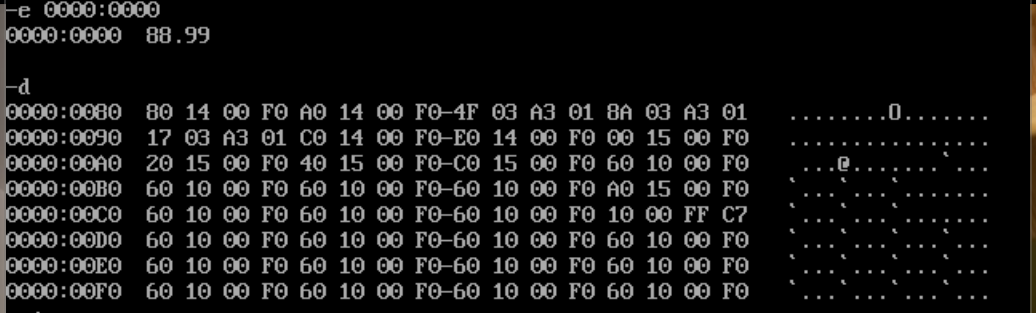 -e 0000:0000
0000:0000  88.99
-d
0000:0080  80 14 00 F0 A0 14 00 F0-4F 03 A3 01 8A 03 A3 01   ........O.......
0000:0090  17 03 A3 01 C0 14 00 F0-E0 14 00 F0 00 15 00 F0   ................
0000:00A0  20 15 00 F0 40 15 00 F0-C0 15 00 F0 60 10 00 F0    ...@.......`...
0000:00B0  60 10 00 F0 60 10 00 F0-60 10 00 F0 A0 15 00 F0   `...`...`.......
0000:00C0  60 10 00 F0 60 10 00 F0-60 10 00 F0 10 00 FF C7   `...`...`.......
0000:00D0  60 10 00 F0 60 10 00 F0-60 10 00 F0 60 10 00 F0   `...`...`...`...
0000:00E0  60 10 00 F0 60 10 00 F0-60 10 00 F0 60 10 00 F0   `...`...`...`...
0000:00F0  60 10 00 F0 60 10 00 F0-60 10 00 F0 60 10 00 F0   `...`...`...`...